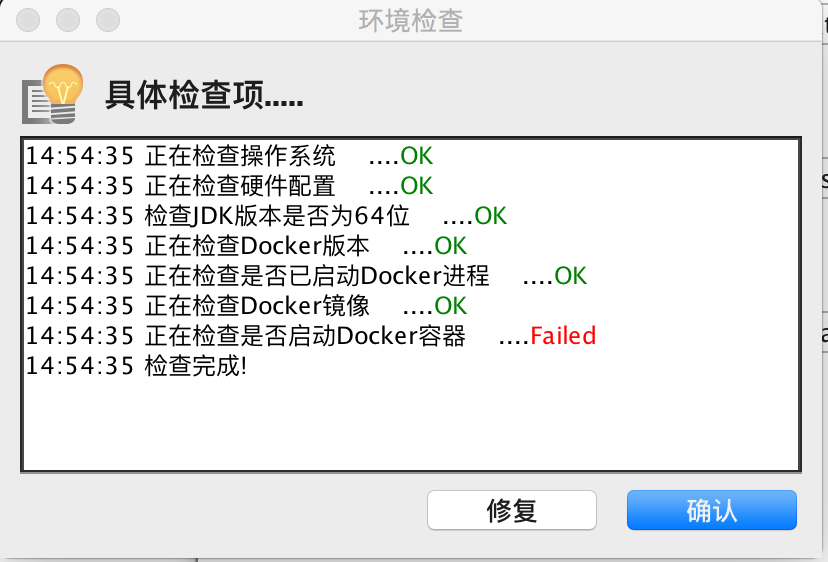 环境检查
具体检查项.....
14:54:35 正在检查操作系统 ....OK
14:54:35 正在检查硬件配置 ....OK
14:54:35 检查JDK版本是否为64位 ....OK
14:54:35 正在检查Docker版本 ....OK
14:54:35 正在检查是否已启动Docker进程 ....OK
14:54:35 正在检查Docker镜像 ....OK
14:54:35 正在检查是否启动Docker容器 ....Failed
14:54:35 检查完成!
修复
确认